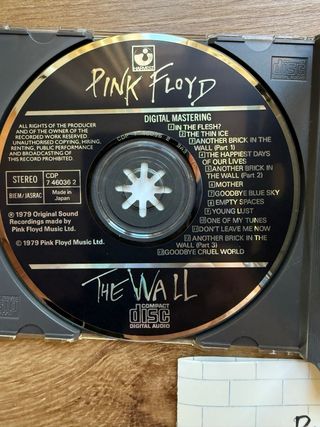 HARVEST
PINK FLOYD
DIGITAL MASTERING
1 IN THE FLESH?
2 THE THIN ICE
3 ANOTHER BRICK IN THE
WALL (Part 1)
4 THE HAPPIEST DAYS
OF OUR LIVES
5 ANOTHER BRICK IN THE
WALL (Part 2)
6 MOTHER
7 GOODBYE BLUE SKY
8 EMPTY SPACES
9 YOUNG LUST
10 ONE OF MY TURNS
11 DON'T LEAVE ME NOW
12 ANOTHER BRICK IN THE
WALL (Part 3)
13 GOODBYE CRUEL WORLD
ALL RIGHTS OF THE PRODUCER
AND OF THE OWNER OF THE
RECORDED WORK RESERVED.
UNAUTHORISED COPYING, HIRING,
RENTING, PUBLIC PERFORMANCE
AND BROADCASTING OF
THIS RECORD PROHIBITED.
STEREO
CDP
7 46036 2
BIEM/JASRAC
Made in
Japan
℗ 1979 Original Sound
Recordings made by
Pink Floyd Music Ltd.
© 1979 Pink Floyd Music Ltd.
THE WALL
COMPACT
disc
DIGITAL AUDIO